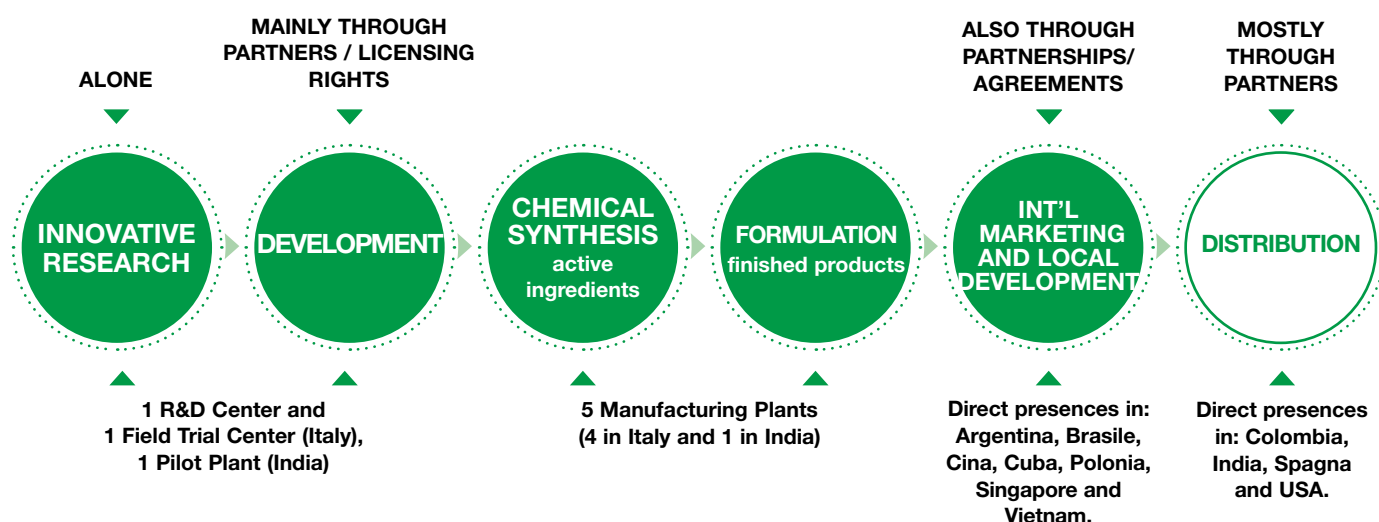 ALONE
MAINLY THROUGH
PARTNERS / LICENSING
RIGHTS
ALSO THROUGH
PARTNERSHIPS/
AGREEMENTS
MOSTLY
THROUGH
PARTNERS
INNOVATIVE
RESEARCH
DEVELOPMENT
CHEMICAL
SYNTHESIS
active
ingredients
FORMULATION
finished products
INT'L
MARKETING
AND LOCAL
DEVELOPMENT
DISTRIBUTION
1 R&D Center and
1 Field Trial Center (Italy),
1 Pilot Plant (India)
5 Manufacturing Plants
(4 in Italy and 1 in India)
Direct presences in:
Argentina, Brasile,
Cina, Cuba, Polonia,
Singapore and
Vietnam.
Direct presences
in: Colombia,
India, Spagna
and USA.